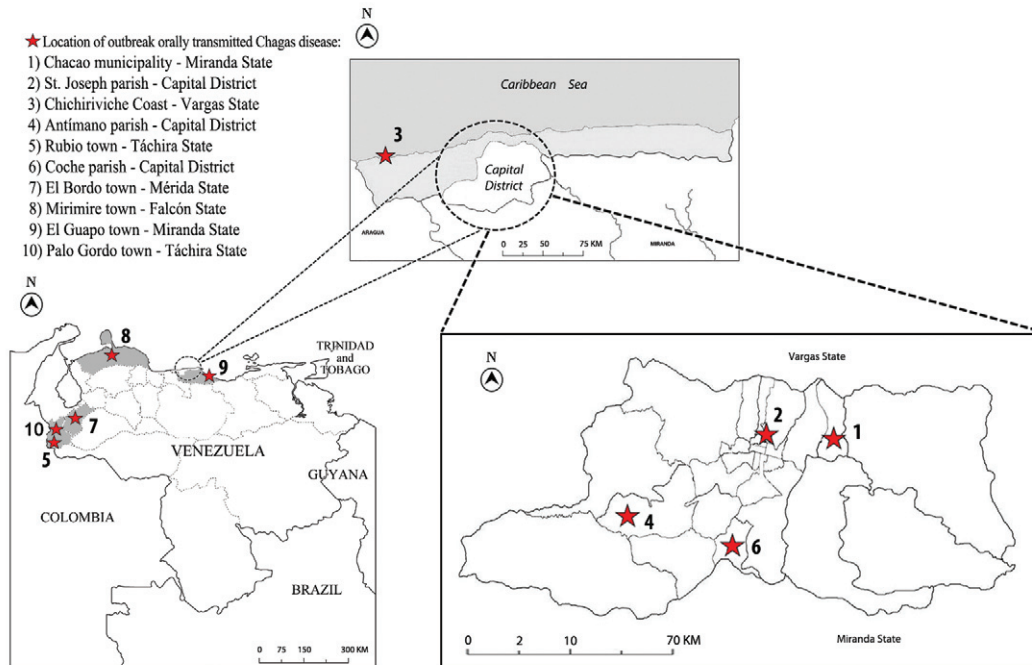 ★ Location of outbreak orally transmitted Chagas disease:
1) Chacao municipality - Miranda State
2) St. Joseph parish - Capital District
3) Chichiriviche Coast - Vargas State
4) Antímano parish - Capital District
5) Rubio town - Táchira State
6) Coche parish - Capital District
7) El Bordo town - Mérida State
8) Mirimire town - Falcón State
9) El Guapo town - Miranda State
10) Palo Gordo town - Táchira State
N
Caribbean Sea
3
Capital
District
ARAGUA
MIRANDA
0 25 50 75 KM
N
8
9
TRINIDAD
and
TOBAGO
10
7
5
VENEZUELA
GUYANA
COLOMBIA
BRAZIL
0 75 150 300 KM
N
Vargas State
2
1
4
6
0 2 10 70 KM
Miranda State